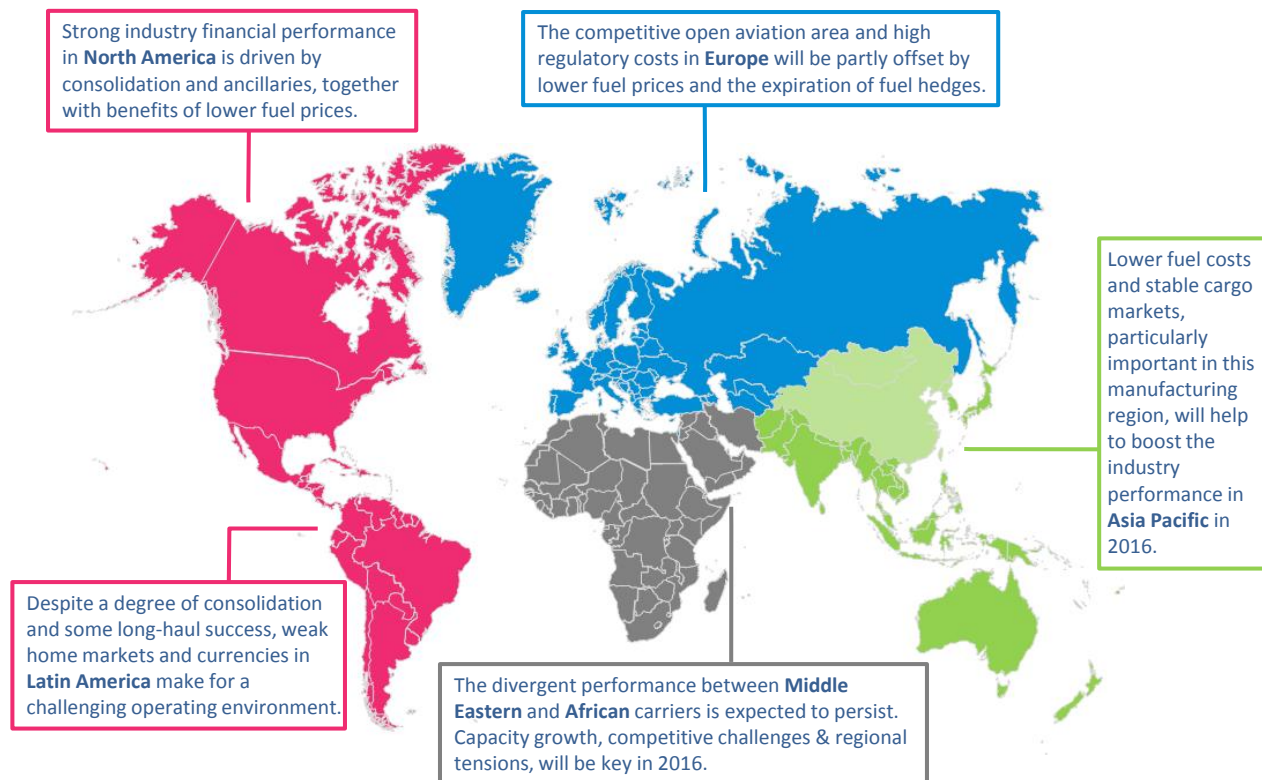 Strong industry financial performance
in North America is driven by
consolidation and ancillaries, together
with benefits of lower fuel prices.
The competitive open aviation area and high
regulatory costs in Europe will be partly offset by
lower fuel prices and the expiration of fuel hedges.
Lower fuel costs
and stable cargo
markets,
particularly
important in this
manufacturing
region, will help
to boost the
industry
performance in
Asia Pacific in
2016.
Despite a degree of consolidation
and some long-haul success, weak
home markets and currencies in
Latin America make for a
challenging operating environment.
The divergent performance between Middle
Eastern and African carriers is expected to persist.
Capacity growth, competitive challenges & regional
tensions, will be key in 2016.